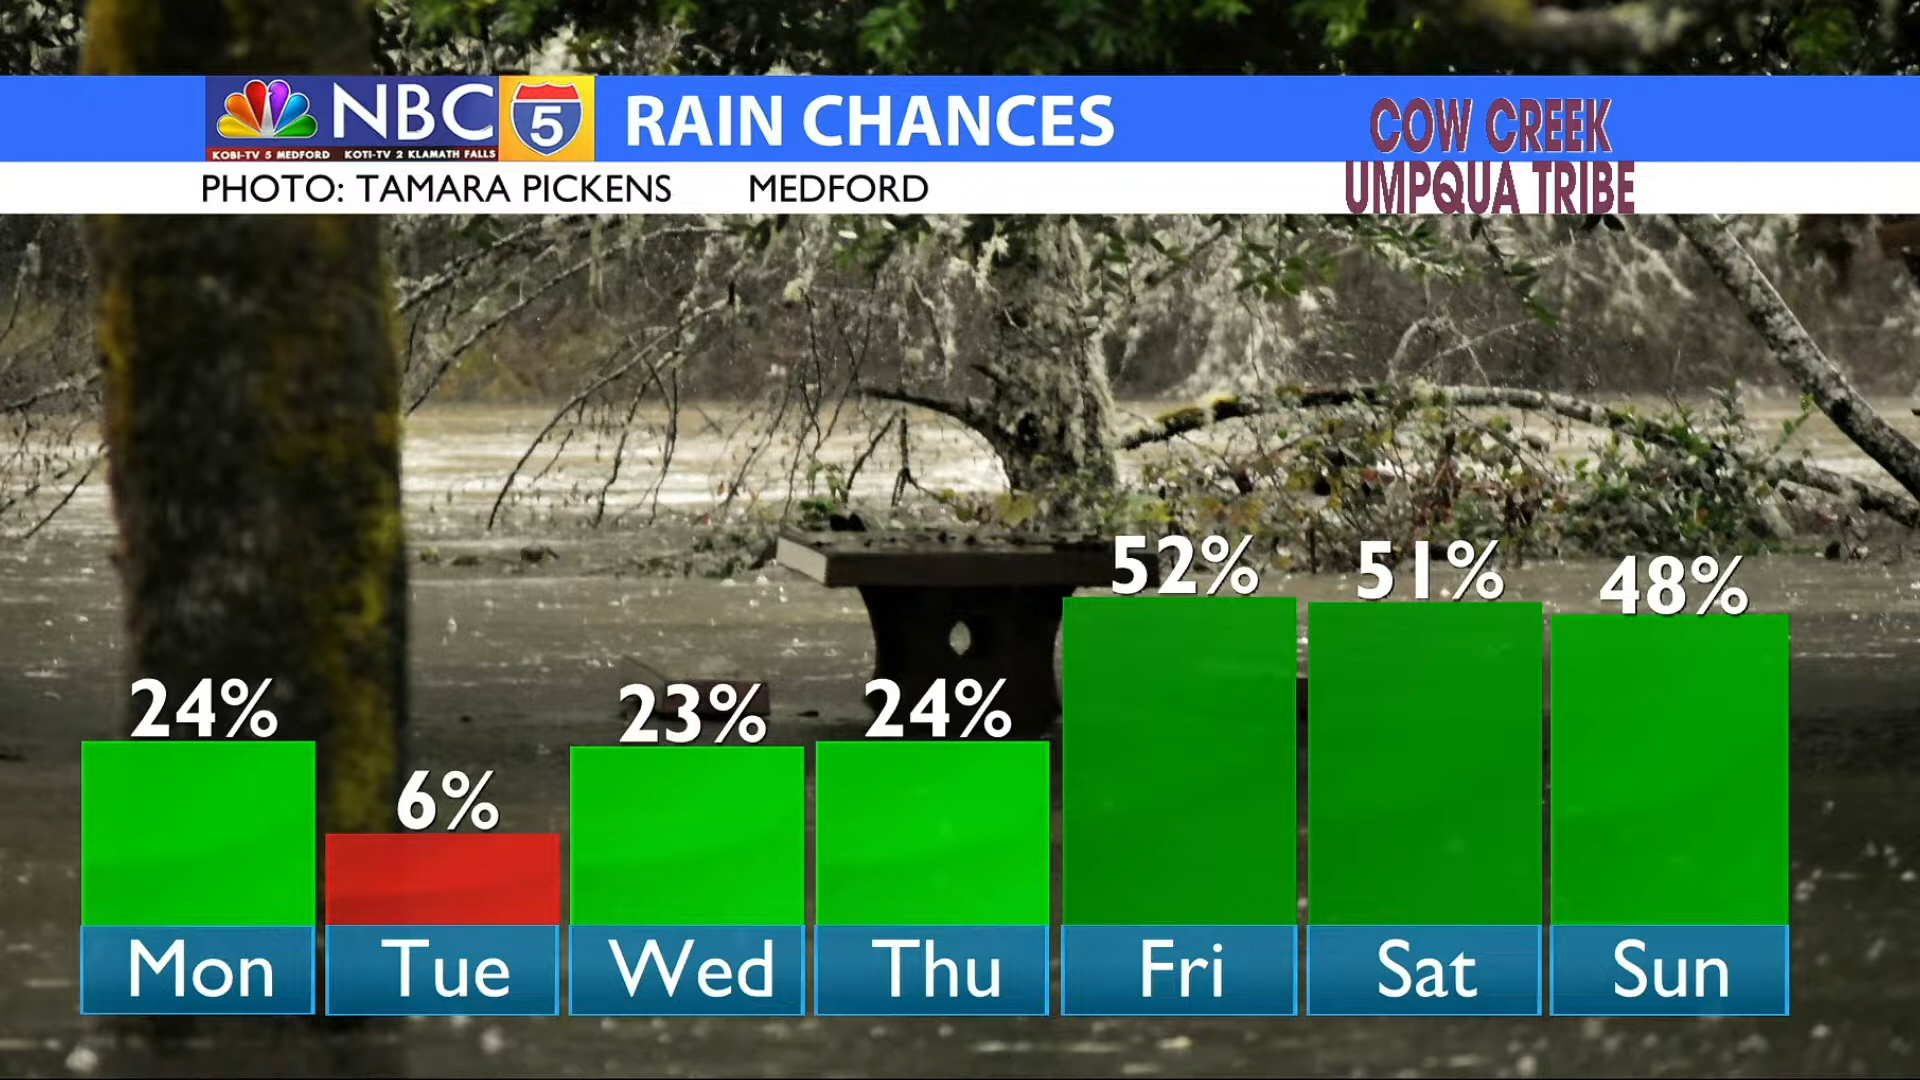 NBC 5 RAIN CHANCES
KOBI-TV 5 MEDFORD KOTI-TV 2 KLAMATH FALLS
COW CREEK
UMPQUA TRIBE
PHOTO: TAMARA PICKENS MEDFORD
24% 6% 23% 24% 52% 51% 48%
Mon Tue Wed Thu Fri Sat Sun